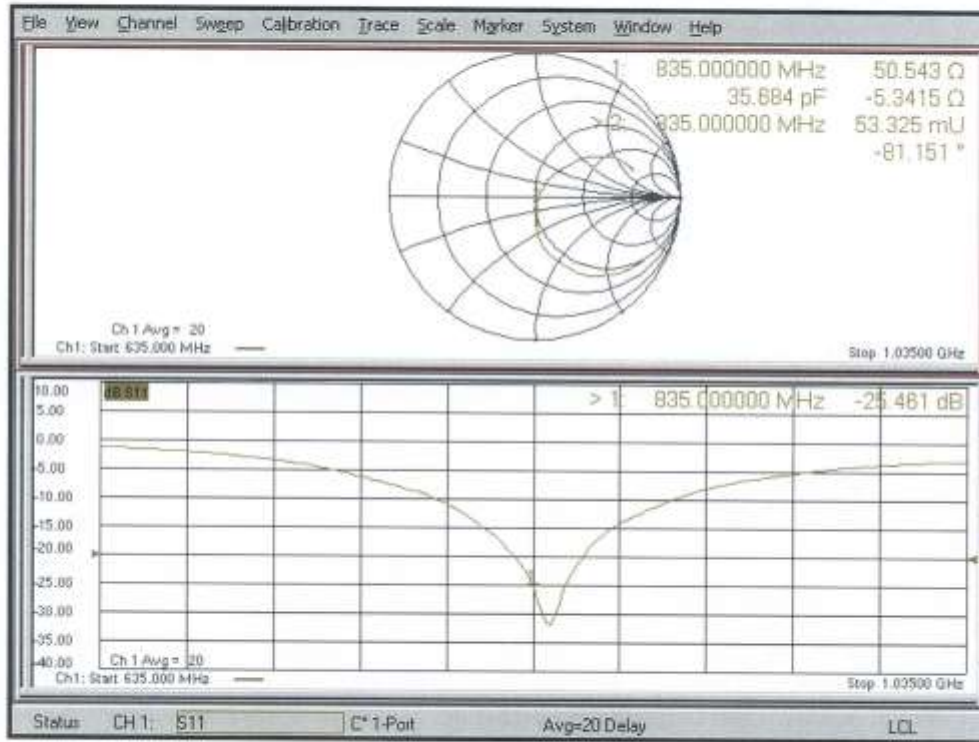 File View Channel Sweep Calibration Trace Scale Marker System Window Help
1: 835.000000 MHz 50.543 Ω
35.684 pF -5.3415 Ω
> 2: 835.000000 MHz 53.325 mU
-81.151 °
Ch 1 Avg = 20
Ch1: Start 635.000 MHz
Stop 1.03500 GHz
10.00
dB S11
> 1: 835.000000 MHz -25.461 dB
5.00
0.00
-5.00
-10.00
-15.00
-20.00
-25.00
-30.00
-35.00
-40.00
Ch 1 Avg = 20
Ch1: Start 635.000 MHz
Stop 1.03500 GHz
Status CH 1: S11 C* 1-Port Avg=20 Delay LCL